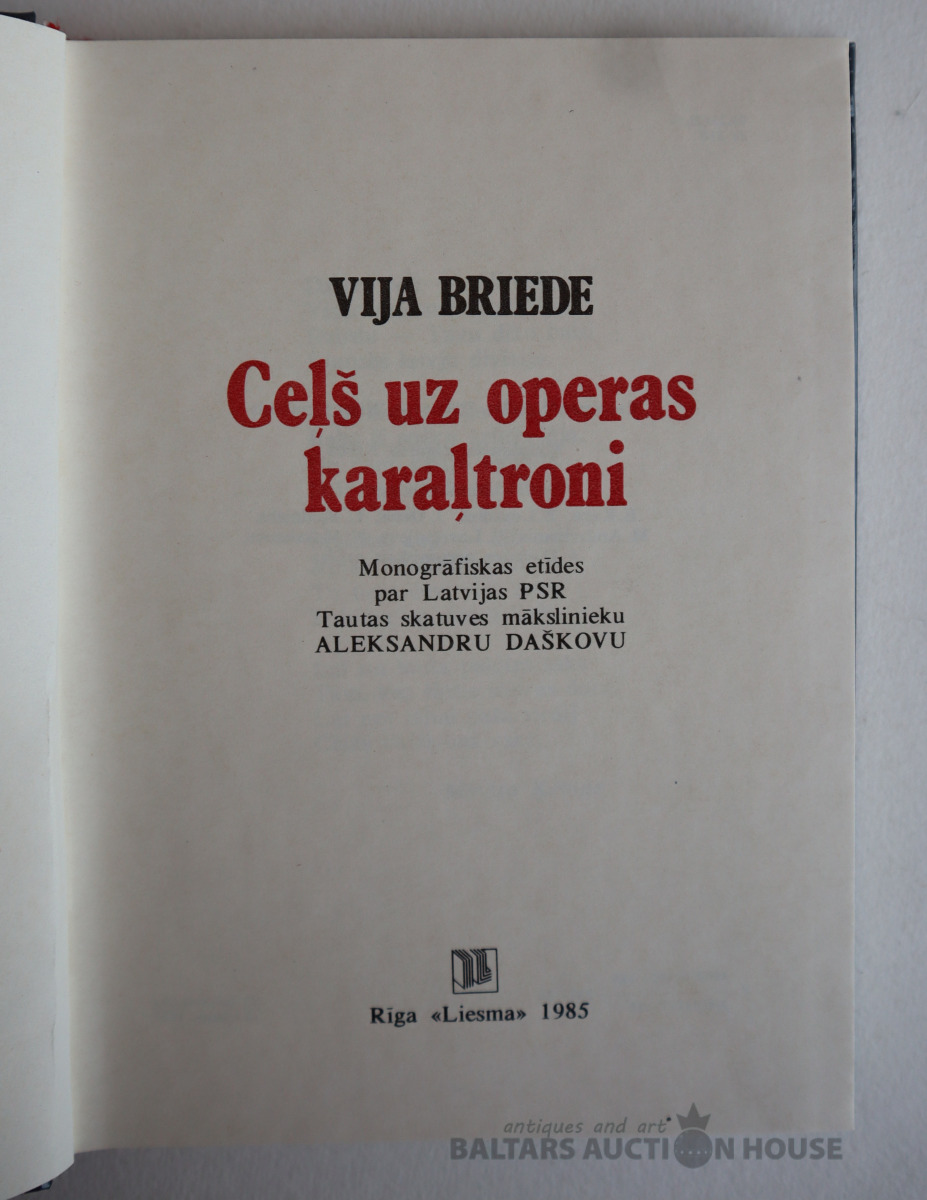 VIJA BRIEDE
Ceļš uz operas
karaļtroni
Monogrāfiskas etīdes
par Latvijas PSR
Tautas skatuves mākslinieku
ALEKSANDRU DAŠKOVU
Rīga «Liesma» 1985
antiques and art
BALTARS AUCTION HOUSE